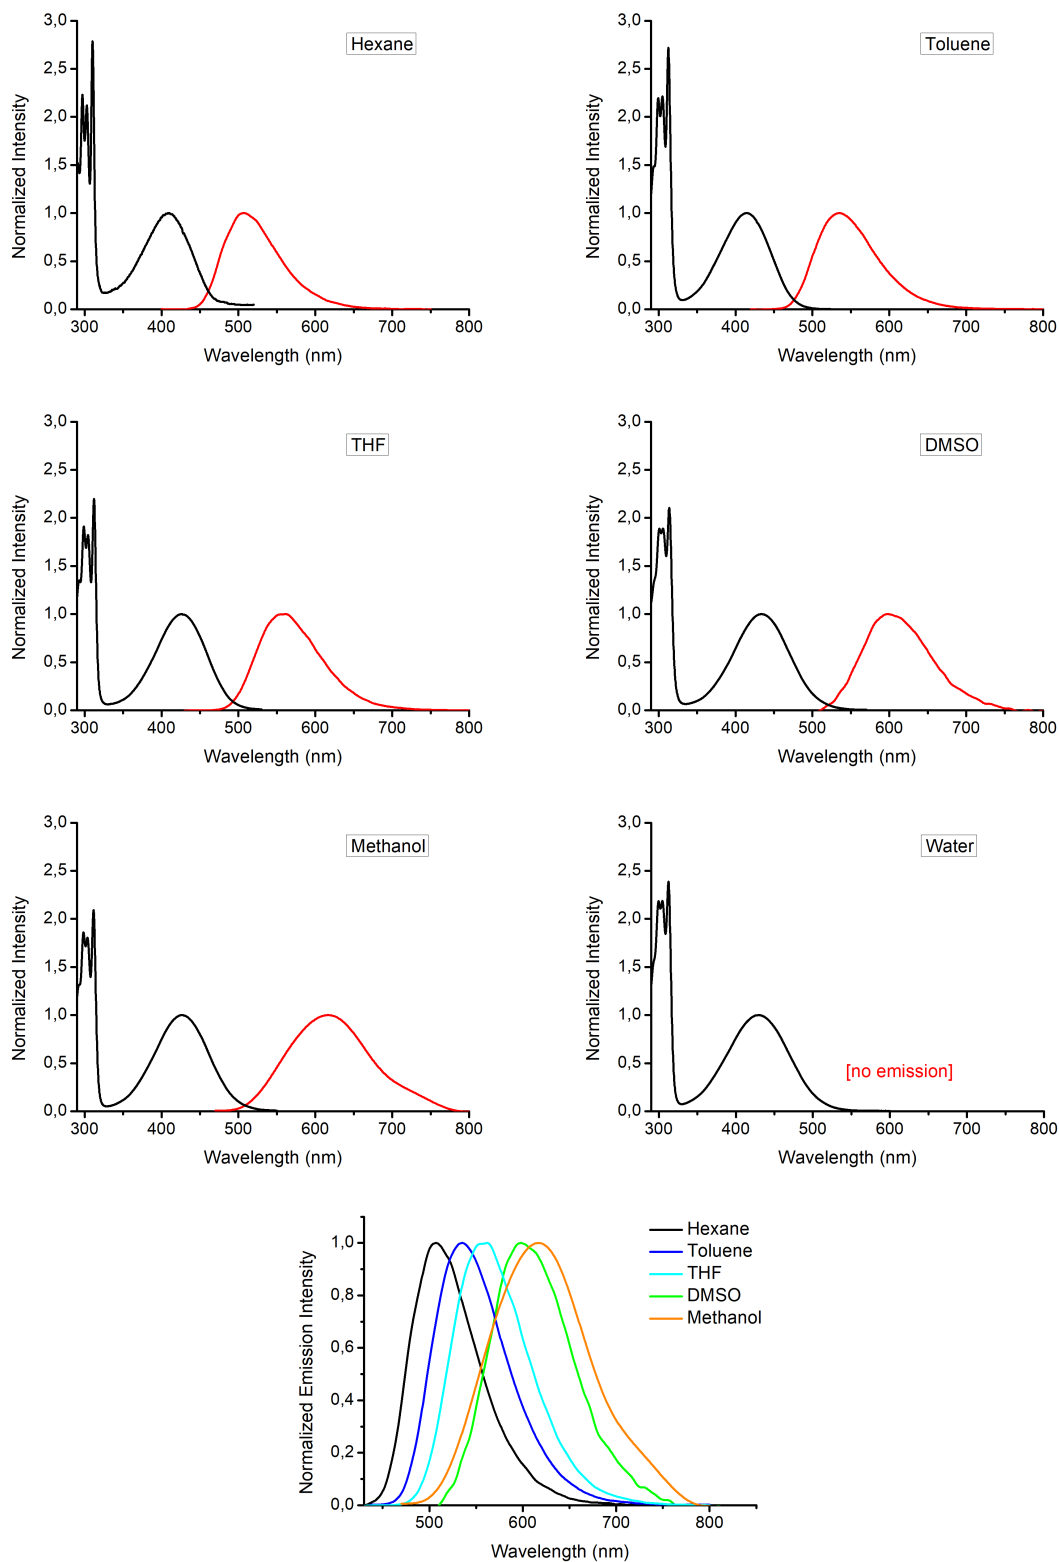 Hexane
Normalized Intensity
3,0
2,5
2,0
1,5
1,0
0,5
0,0
300 400 500 600 700 800
Wavelength (nm)
Toluene
Normalized Intensity
3,0
2,5
2,0
1,5
1,0
0,5
0,0
300 400 500 600 700 800
Wavelength (nm)
THF
Normalized Intensity
3,0
2,5
2,0
1,5
1,0
0,5
0,0
300 400 500 600 700 800
Wavelength (nm)
DMSO
Normalized Intensity
3,0
2,5
2,0
1,5
1,0
0,5
0,0
300 400 500 600 700 800
Wavelength (nm)
Methanol
Normalized Intensity
3,0
2,5
2,0
1,5
1,0
0,5
0,0
300 400 500 600 700 800
Wavelength (nm)
Water
Normalized Intensity
3,0
2,5
2,0
1,5
1,0
0,5
0,0
[no emission]
300 400 500 600 700 800
Wavelength (nm)
Normalized Emission Intensity
1,0
0,8
0,6
0,4
0,2
0,0
500 600 700 800
Wavelength (nm)
Hexane
Toluene
THF
DMSO
Methanol